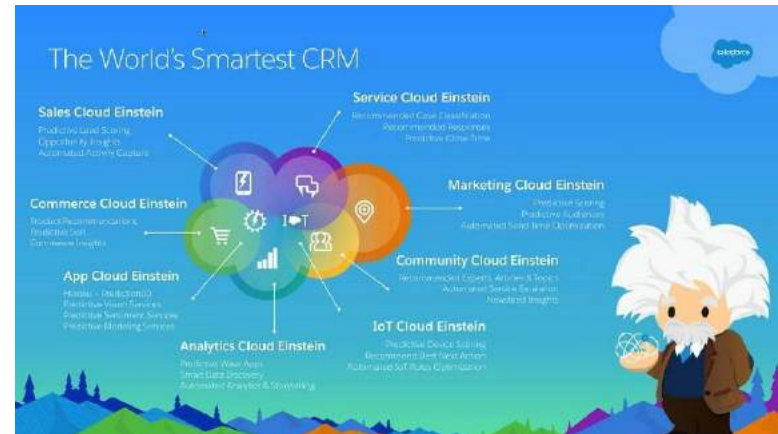 The World's Smartest CRM
salesforce
Sales Cloud Einstein
Predictive Lead Scoring
Opportunity Insights
Automated Activity Capture
Service Cloud Einstein
Recommended Case Classification
Recommended Responses
Predictive Close Time
Commerce Cloud Einstein
Product Recommendations
Predictive Sort
Commerce Insights
Marketing Cloud Einstein
Predictive Scoring
Predictive Audiences
Automated Send-Time Optimization
App Cloud Einstein
Heroku + PredictionIO
Predictive Vision Services
Predictive Sentiment Services
Predictive Modeling Services
Community Cloud Einstein
Recommended Experts, Articles & Topics
Automated Service Escalation
Newsfeed Insights
Analytics Cloud Einstein
Predictive Wave Apps
Smart Data Discovery
Automated Analytics & Storytelling
IoT Cloud Einstein
Predictive Device Scoring
Recommend Best Next Action
Automated IoT Rules Optimization